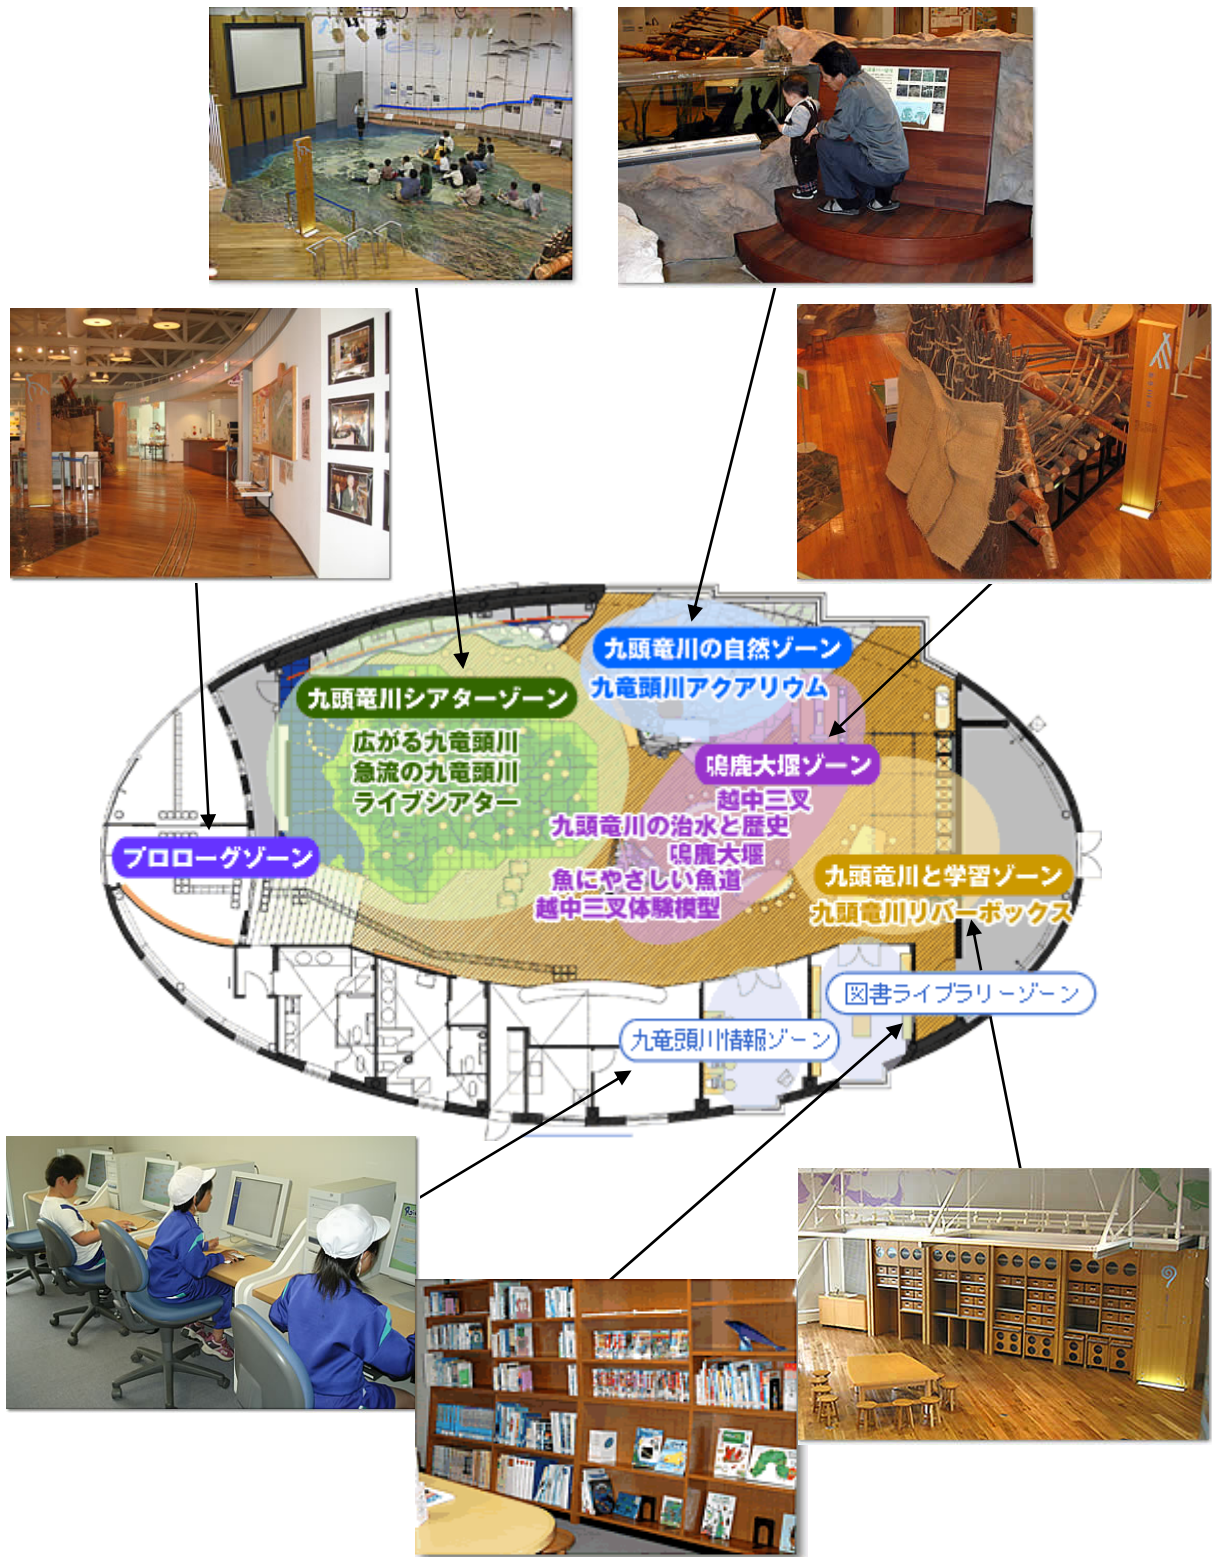 九頭竜川の自然ゾーン
九竜頭川アクアリウム
九頭竜川シアターゾーン
広がる九竜頭川
急流の九竜頭川
ライブシアター
鳴鹿大堰ゾーン
越中三叉
九頭竜川の治水と歴史
鳴鹿大堰
魚にやさしい魚道
越中三叉体験模型
プロローグゾーン
九頭竜川と学習ゾーン
九頭竜川リバーボックス
図書ライブラリーゾーン
九竜頭川情報ゾーン